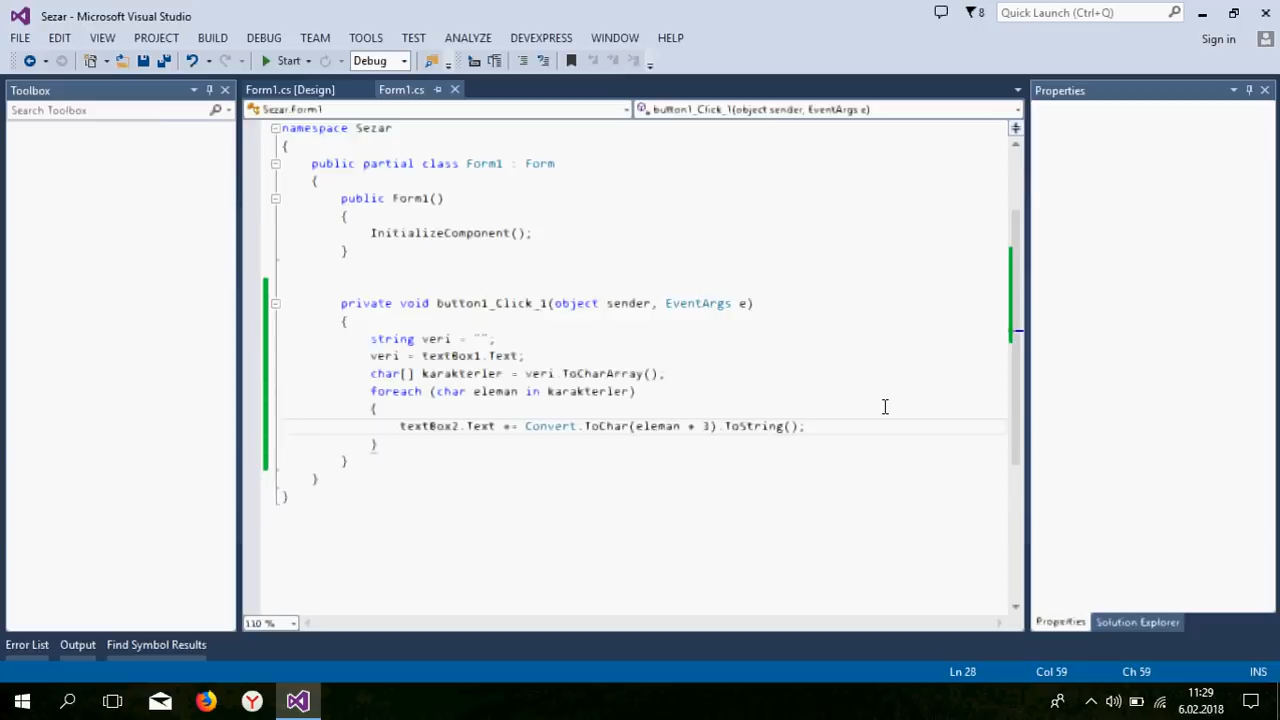 Sezar - Microsoft Visual Studio
8
Quick Launch (Ctrl+Q)
FILE EDIT VIEW PROJECT BUILD DEBUG TEAM TOOLS TEST ANALYZE DEVEXPRESS WINDOW HELP
Sign in
Start
Debug
Toolbox
Form1.cs [Design]
Form1.cs
Properties
Search Toolbox
Sezar.Form1
button1_Click_1(object sender, EventArgs e)
namespace Sezar
{
public partial class Form1 : Form
{
public Form1()
{
InitializeComponent();
}
private void button1_Click_1(object sender, EventArgs e)
{
string veri = "";
veri = textBox1.Text;
char[] karakterler = veri.ToCharArray();
foreach (char eleman in karakterler)
{
textBox2.Text += Convert.ToChar(eleman + 3).ToString();
}
}
}
}
110 %
Properties
Solution Explorer
Error List
Output
Find Symbol Results
Ln 28
Col 59
Ch 59
INS
11:29
6.02.2018